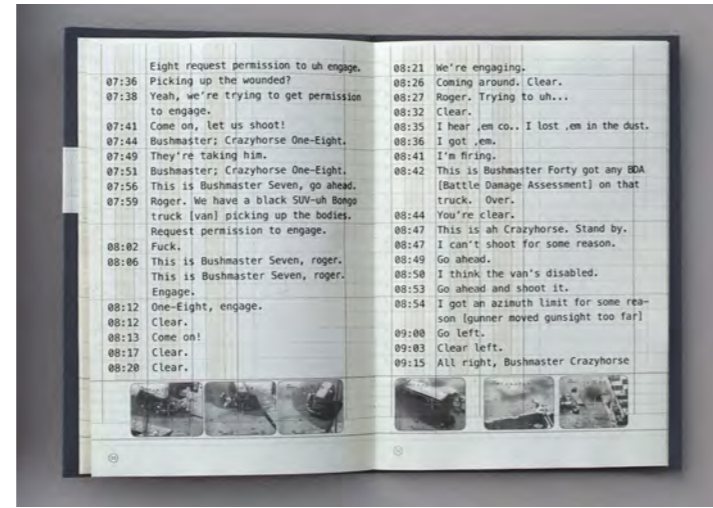 Eight request permission to uh engage.
07:36 Picking up the wounded?
07:38 Yeah, we're trying to get permission
to engage.
07:41 Come on, let us shoot!
07:44 Bushmaster; Crazyhorse One-Eight.
07:49 They're taking him.
07:51 Bushmaster; Crazyhorse One-Eight.
07:56 This is Bushmaster Seven, go ahead.
07:59 Roger. We have a black SUV-uh Bongo
truck [van] picking up the bodies.
Request permission to engage.
08:02 Fuck.
08:06 This is Bushmaster Seven, roger.
This is Bushmaster Seven, roger.
Engage.
08:12 One-Eight, engage.
08:12 Clear.
08:13 Come on!
08:17 Clear.
08:20 Clear.
08:21 We're engaging.
08:26 Coming around. Clear.
08:27 Roger. Trying to uh...
08:32 Clear.
08:35 I hear ,em co.. I lost ,em in the dust.
08:36 I got ,em.
08:41 I'm firing.
08:42 This is Bushmaster Forty got any BDA
[Battle Damage Assessment] on that
truck. Over.
08:44 You're clear.
08:47 This is ah Crazyhorse. Stand by.
08:47 I can't shoot for some reason.
08:49 Go ahead.
08:50 I think the van's disabled.
08:53 Go ahead and shoot it.
08:54 I got an azimuth limit for some rea-
son [gunner moved gunsight too far]
09:00 Go left.
09:03 Clear left.
09:15 All right, Bushmaster Crazyhorse